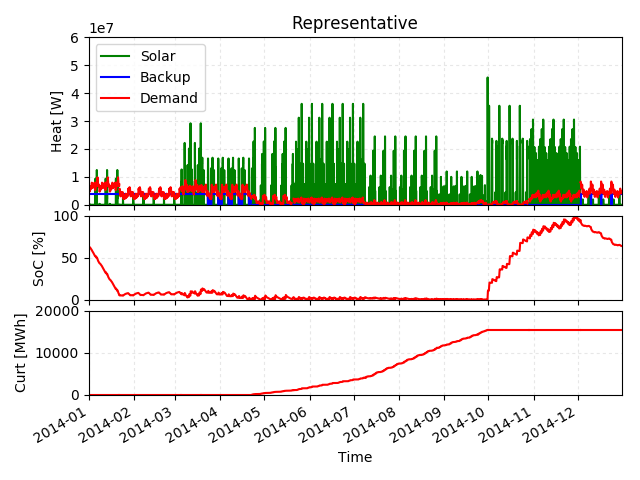 Representative
1e7
6
5
4
3
2
1
0
Heat [W]
Solar
Backup
Demand
100
50
0
SoC [%]
20000
10000
0
Curt [MWh]
2014-01
2014-02
2014-03
2014-04
2014-05
2014-06
2014-07
2014-08
2014-09
2014-10
2014-11
2014-12
Time